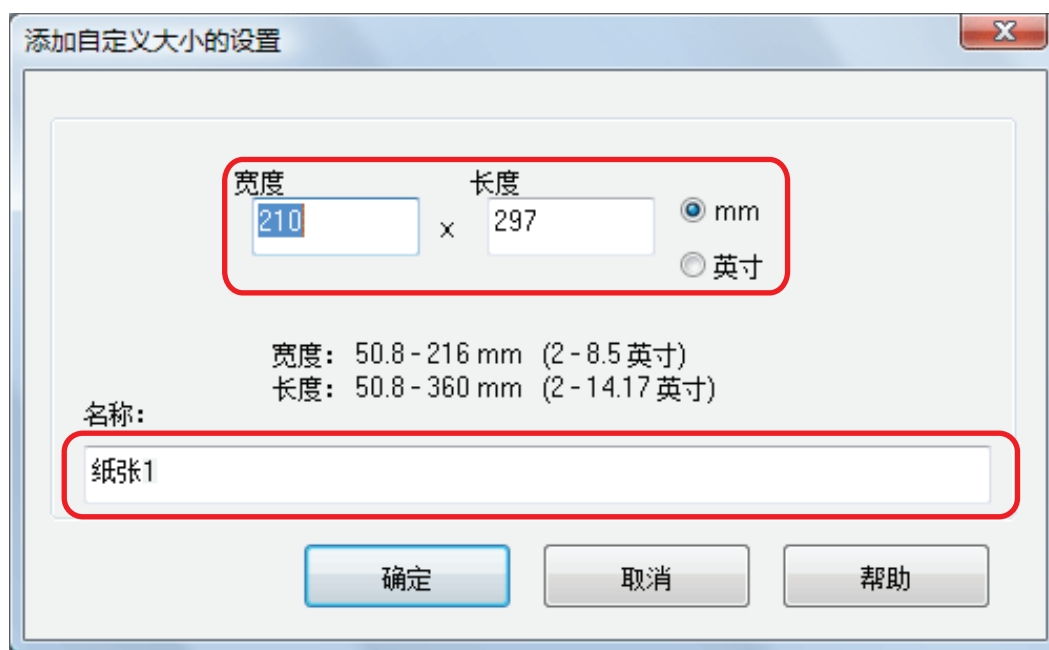 添加自定义大小的设置
宽度 长度
210 x 297 mm
英寸
宽度: 50.8 - 216 mm (2 - 8.5 英寸)
长度: 50.8 - 360 mm (2 - 14.17 英寸)
名称:
纸张1
确定 取消 帮助